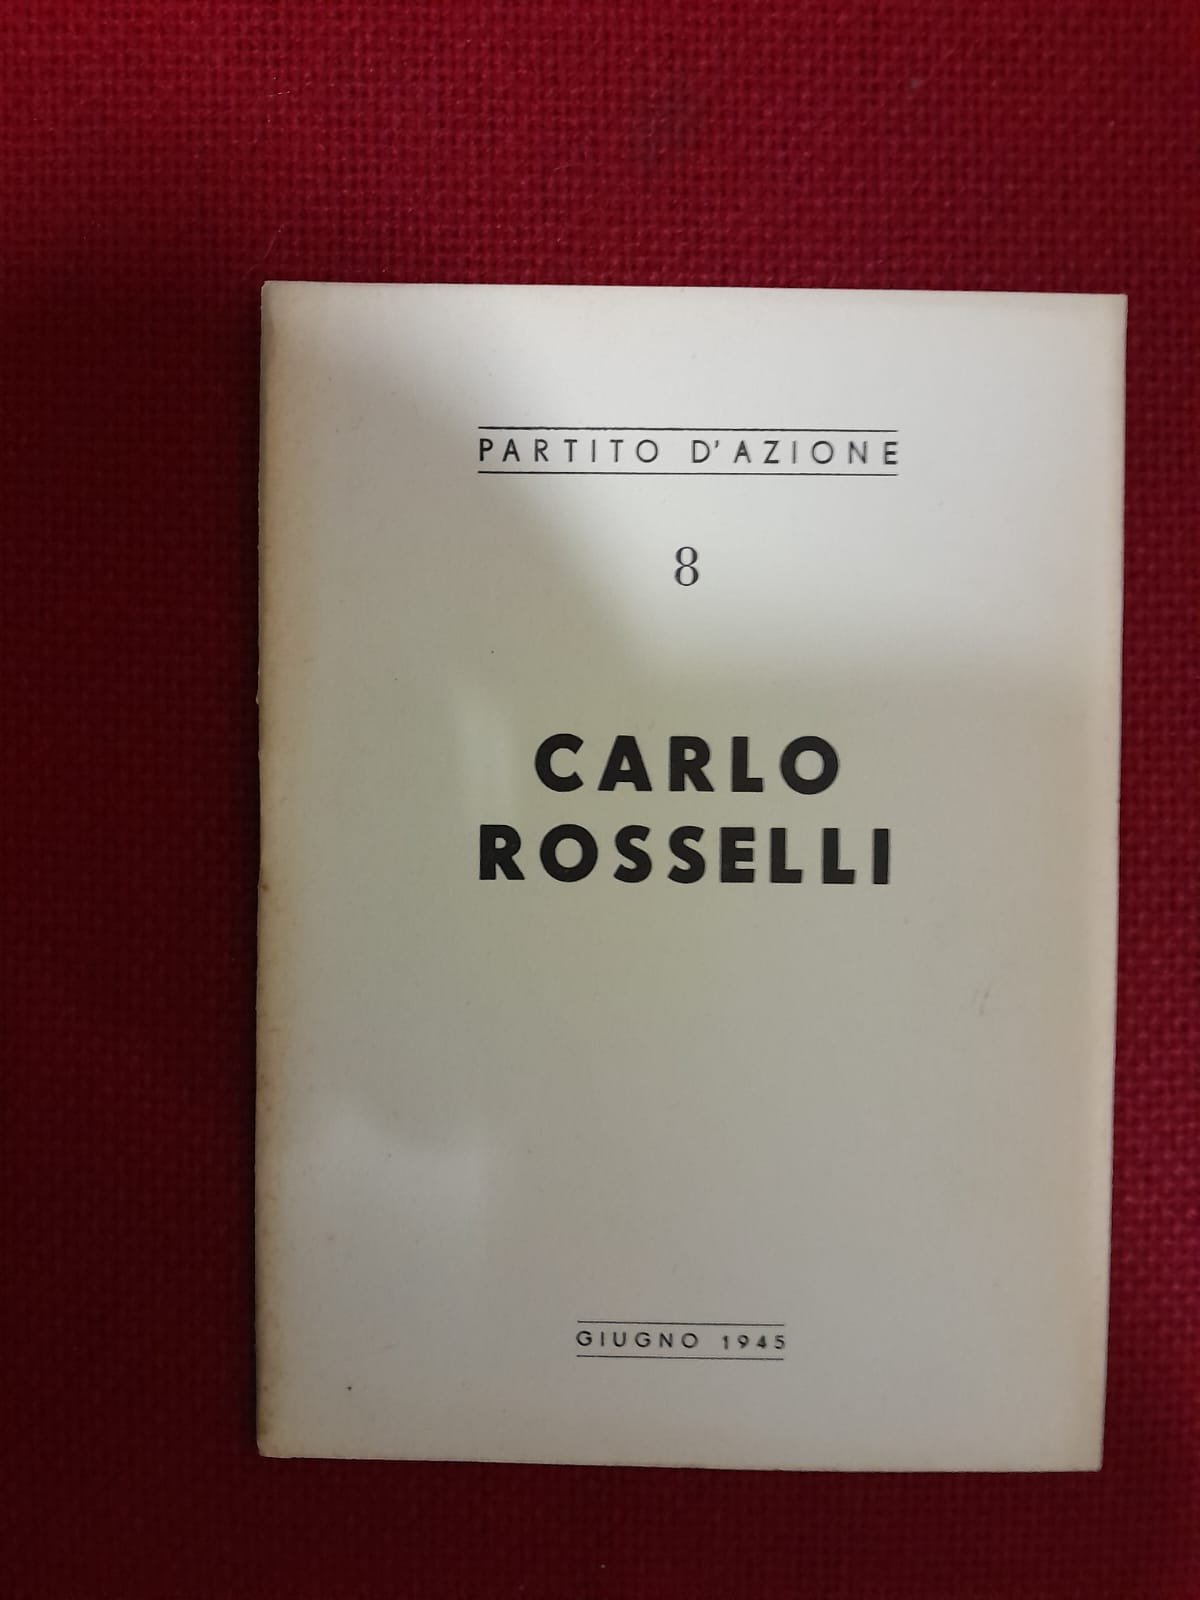 PARTITO D'AZIONE
8
CARLO
ROSSELLI
GIUGNO 1945